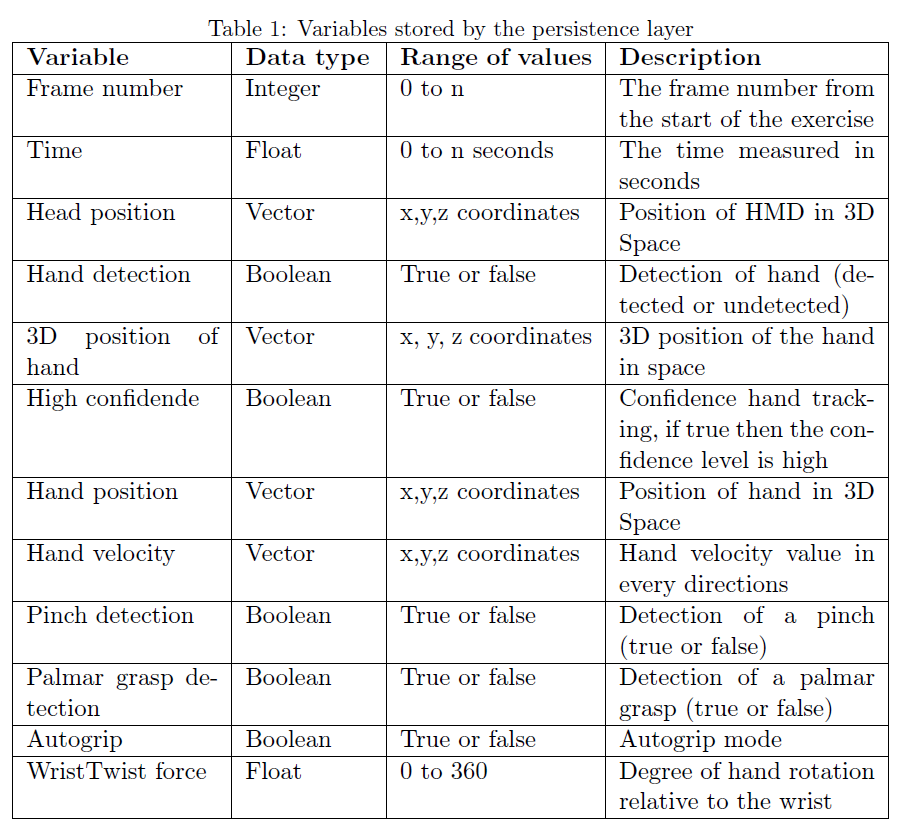 Table 1: Variables stored by the persistence layer
Variable Data type Range of values Description
Frame number Integer 0 to n The frame number from
the start of the exercise
Time Float 0 to n seconds The time measured in
seconds
Head position Vector x,y,z coordinates Position of HMD in 3D
Space
Hand detection Boolean True or false Detection of hand (de-
tected or undetected)
3D position of Vector x, y, z coordinates 3D position of the hand
hand in space
High confidende Boolean True or false Confidence hand track-
ing, if true then the con-
fidence level is high
Hand position Vector x,y,z coordinates Position of hand in 3D
Space
Hand velocity Vector x,y,z coordinates Hand velocity value in
every directions
Pinch detection Boolean True or false Detection of a pinch
(true or false)
Palmar grasp de- Boolean True or false Detection of a palmar
tection grasp (true or false)
Autogrip Boolean True or false Autogrip mode
WristTwist force Float 0 to 360 Degree of hand rotation
relative to the wrist